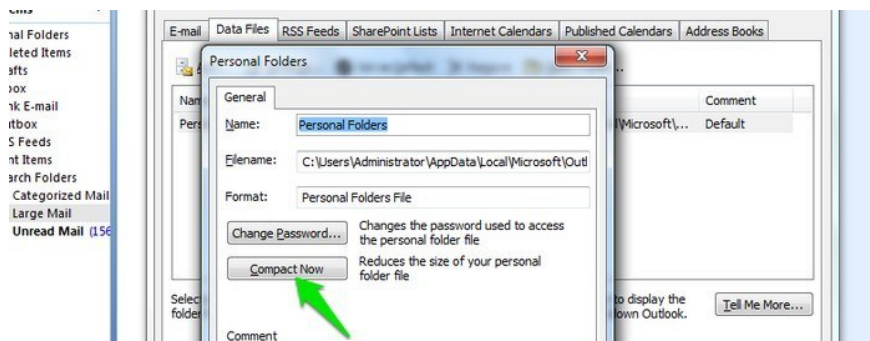 nal Folders
leted Items
afts
box
nk E-mail
utbox
S Feeds
nt Items
arch Folders
Categorized Mail
Large Mail
Unread Mail (156
E-mail Data Files RSS Feeds SharePoint Lists Internet Calendars Published Calendars Address Books
Personal Folders
Nam Comment
Pers l\Microsoft\... Default
General
Name: Personal Folders
Filename: C:\Users\Administrator\AppData\Local\Microsoft\Outl
Format: Personal Folders File
Change Password... Changes the password used to access
the personal folder file
Compact Now Reduces the size of your personal
folder file
Comment
Selec to display the
folder own Outlook.
Tell Me More...